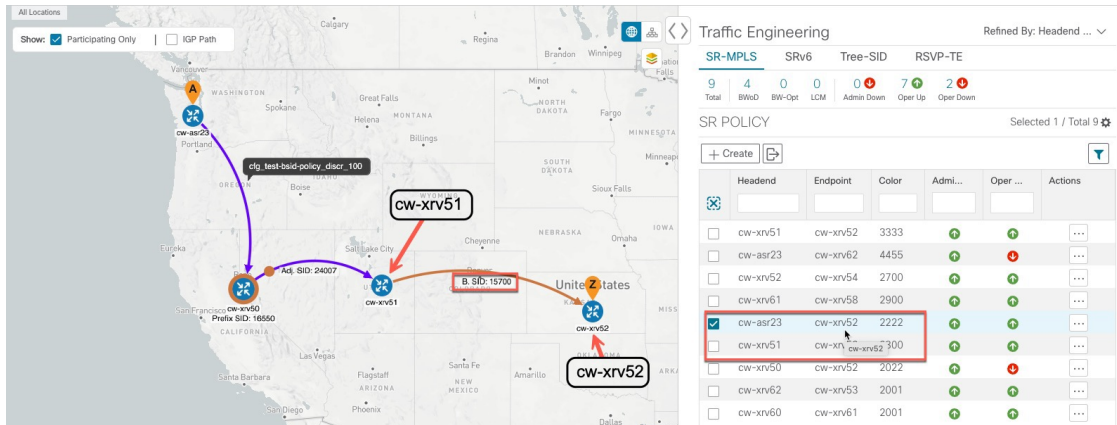 All Locations
Show: Participating Only | IGP Path
Calgary
Regina
Brandon
Winnipeg
Vancouver
Falls
A
WASHINGTON
Spokane
Great Falls
Minot
NORTH DAKOTA
Fargo
cw-asr23
Portland
Helena
MONTANA
MINNESOTA
Billings
cfg_test-bsid-policy_discr_100
SOUTH DAKOTA
Minneap
OREGON
IDAHO
Boise
Sioux Falls
WYOMING
cw-xrv51
NEBRASKA
IOWA
Eureka
Salt Lake City
Cheyenne
Omaha
Adj. SID: 24007
Denver
B. SID: 15700
United States
Z
cw-xrv51
San Francisco
cw-xrv50
Prefix SID: 16550
MISS
CALIFORNIA
cw-xrv52
Las Vegas
OKLAHOMA
cw-xrv52
Santa Barbara
Flagstaff
Santa Fe
Amarillo
ARKA
ARIZONA
NEW MEXICO
San Diego
Phoenix
Dallas
Traffic Engineering
Refined By: Headend ...
SR-MPLS SRv6 Tree-SID RSVP-TE
9 4 0 0 0 7 2
Total BWoD BW-Opt LCM Admin Down Oper Up Oper Down
SR POLICY
Selected 1 / Total 9
+ Create
Headend Endpoint Color Admi... Oper ... Actions
cw-xrv51 cw-xrv52 3333 ...
cw-asr23 cw-xrv62 4455 ...
cw-xrv52 cw-xrv54 2700 ...
cw-xrv61 cw-xrv58 2900 ...
cw-asr23 cw-xrv52 2222 ...
cw-xrv51 cw-xrv52 ...
cw-xrv50 cw-xrv52 2022 ...
cw-xrv62 cw-xrv53 2001 ...
cw-xrv60 cw-xrv61 2001 ...